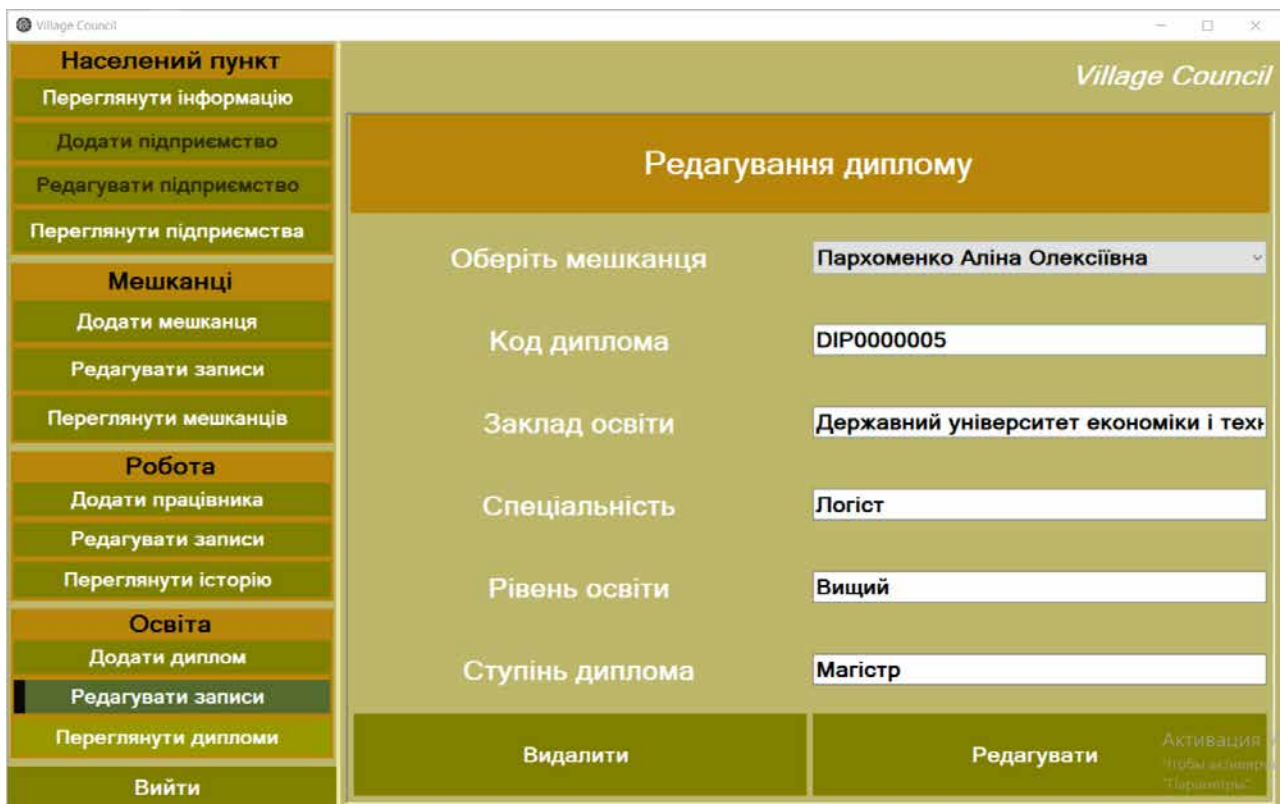 Village Council
Населений пункт
Переглянути інформацію
Додати підприємство
Редагувати підприємство
Переглянути підприємства
Мешканці
Додати мешканця
Редагувати записи
Переглянути мешканців
Робота
Додати працівника
Редагувати записи
Переглянути історію
Освіта
Додати диплом
Редагувати записи
Переглянути дипломи
Вийти
Village Council
Редагування диплому
Оберіть мешканця Пархоменко Аліна Олексіївна
Код диплома DIP0000005
Заклад освіти Державний університет економіки і техн
Спеціальність Логіст
Рівень освіти Вищий
Ступінь диплома Магістр
Видалити Редагувати
Активация
Чтобы
"Параметры".